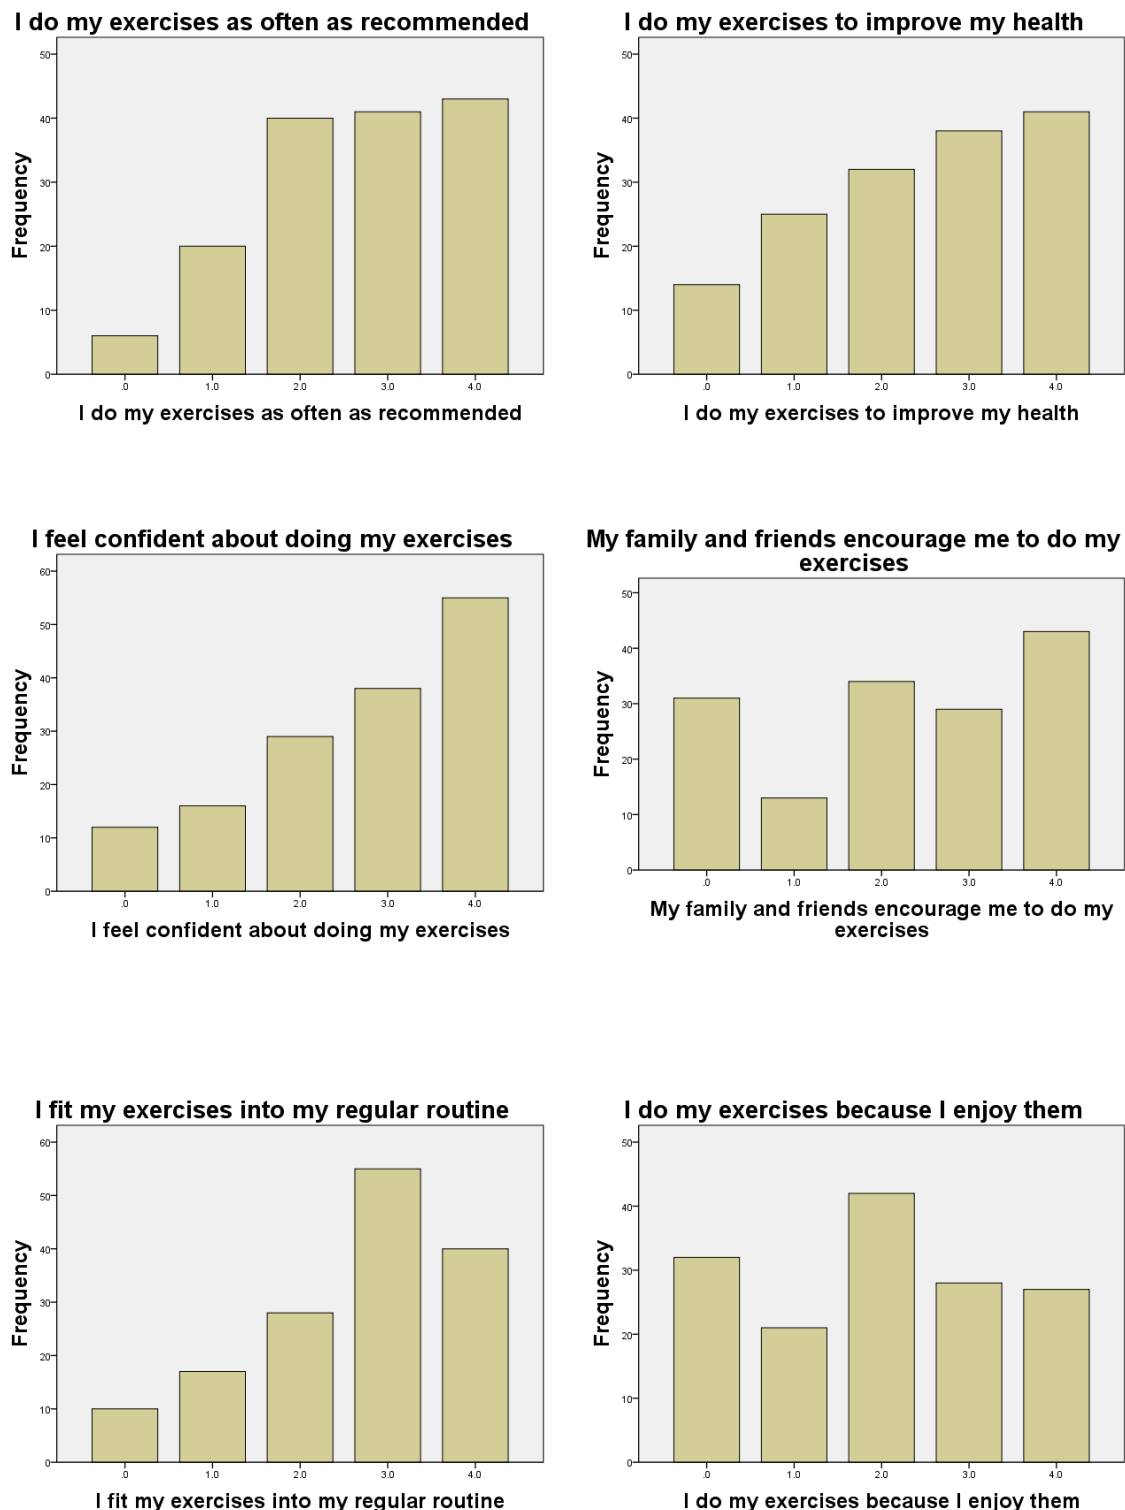 I do my exercises as often as recommended
50
40
30
20
10
0
Frequency
.0 1.0 2.0 3.0 4.0
I do my exercises as often as recommended
I do my exercises to improve my health
50
40
30
20
10
0
Frequency
.0 1.0 2.0 3.0 4.0
I do my exercises to improve my health
I feel confident about doing my exercises
60
50
40
30
20
10
0
Frequency
.0 1.0 2.0 3.0 4.0
I feel confident about doing my exercises
My family and friends encourage me to do my
exercises
50
40
30
20
10
0
Frequency
.0 1.0 2.0 3.0 4.0
My family and friends encourage me to do my
exercises
I fit my exercises into my regular routine
60
50
40
30
20
10
0
Frequency
.0 1.0 2.0 3.0 4.0
I fit my exercises into my regular routine
I do my exercises because I enjoy them
50
40
30
20
10
0
Frequency
.0 1.0 2.0 3.0 4.0
I do my exercises because I enjoy them